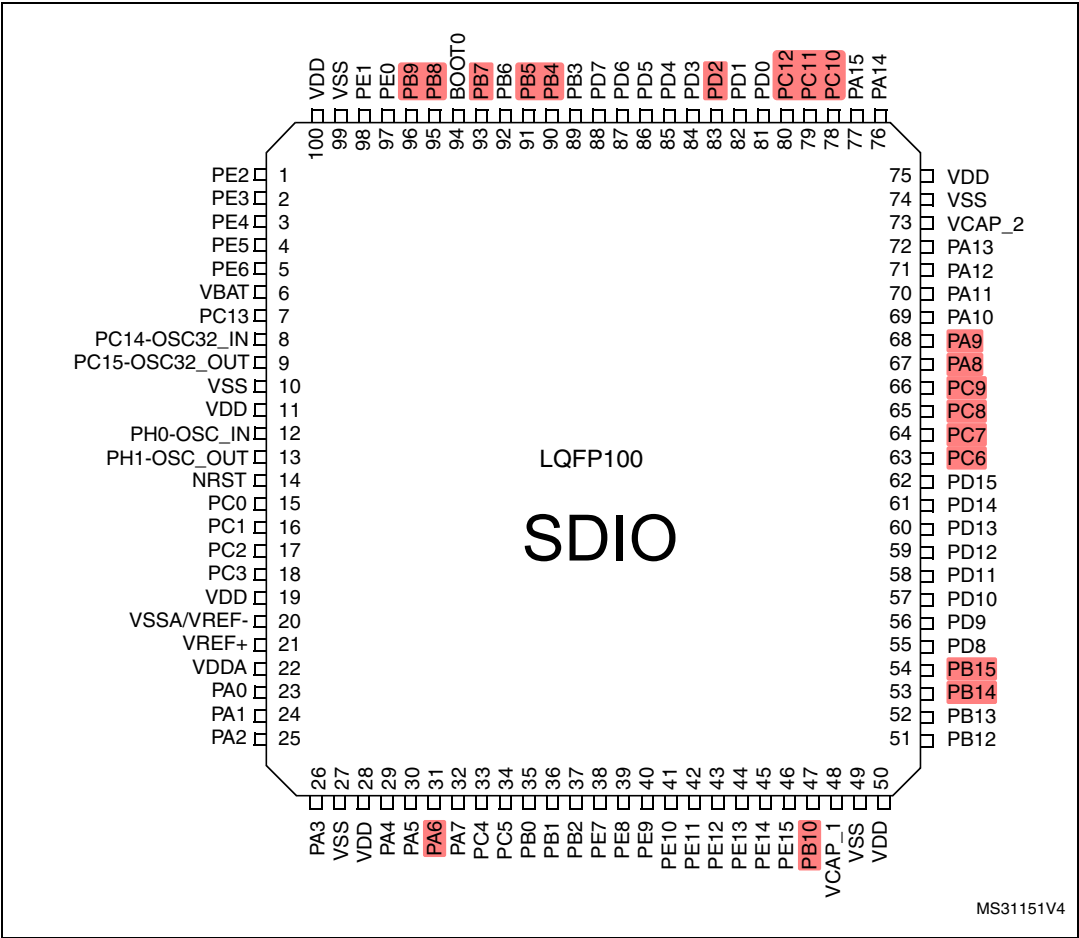 VDD
VSS
PE1
PE0
PB9
PB8
BOOT0
PB7
PB6
PB5
PB4
PB3
PD7
PD6
PD5
PD4
PD3
PD2
PD1
PD0
PC12
PC11
PC10
PA15
PA14
100
99
98
97
96
95
94
93
92
91
90
89
88
87
86
85
84
83
82
81
80
79
78
77
76
PE2 1
PE3 2
PE4 3
PE5 4
PE6 5
VBAT 6
PC13 7
PC14-OSC32_IN 8
PC15-OSC32_OUT 9
VSS 10
VDD 11
PH0-OSC_IN 12
PH1-OSC_OUT 13
NRST 14
PC0 15
PC1 16
PC2 17
PC3 18
VDD 19
VSSA/VREF- 20
VREF+ 21
VDDA 22
PA0 23
PA1 24
PA2 25
LQFP100
SDIO
75 VDD
74 VSS
73 VCAP_2
72 PA13
71 PA12
70 PA11
69 PA10
68 PA9
67 PA8
66 PC9
65 PC8
64 PC7
63 PC6
62 PD15
61 PD14
60 PD13
59 PD12
58 PD11
57 PD10
56 PD9
55 PD8
54 PB15
53 PB14
52 PB13
51 PB12
26
27
28
29
30
31
32
33
34
35
36
37
38
39
40
41
42
43
44
45
46
47
48
49
50
PA3
VSS
VDD
PA4
PA5
PA6
PA7
PC4
PC5
PB0
PB1
PB2
PE7
PE8
PE9
PE10
PE11
PE12
PE13
PE14
PE15
PB10
VCAP_1
VSS
VDD
MS31151V4